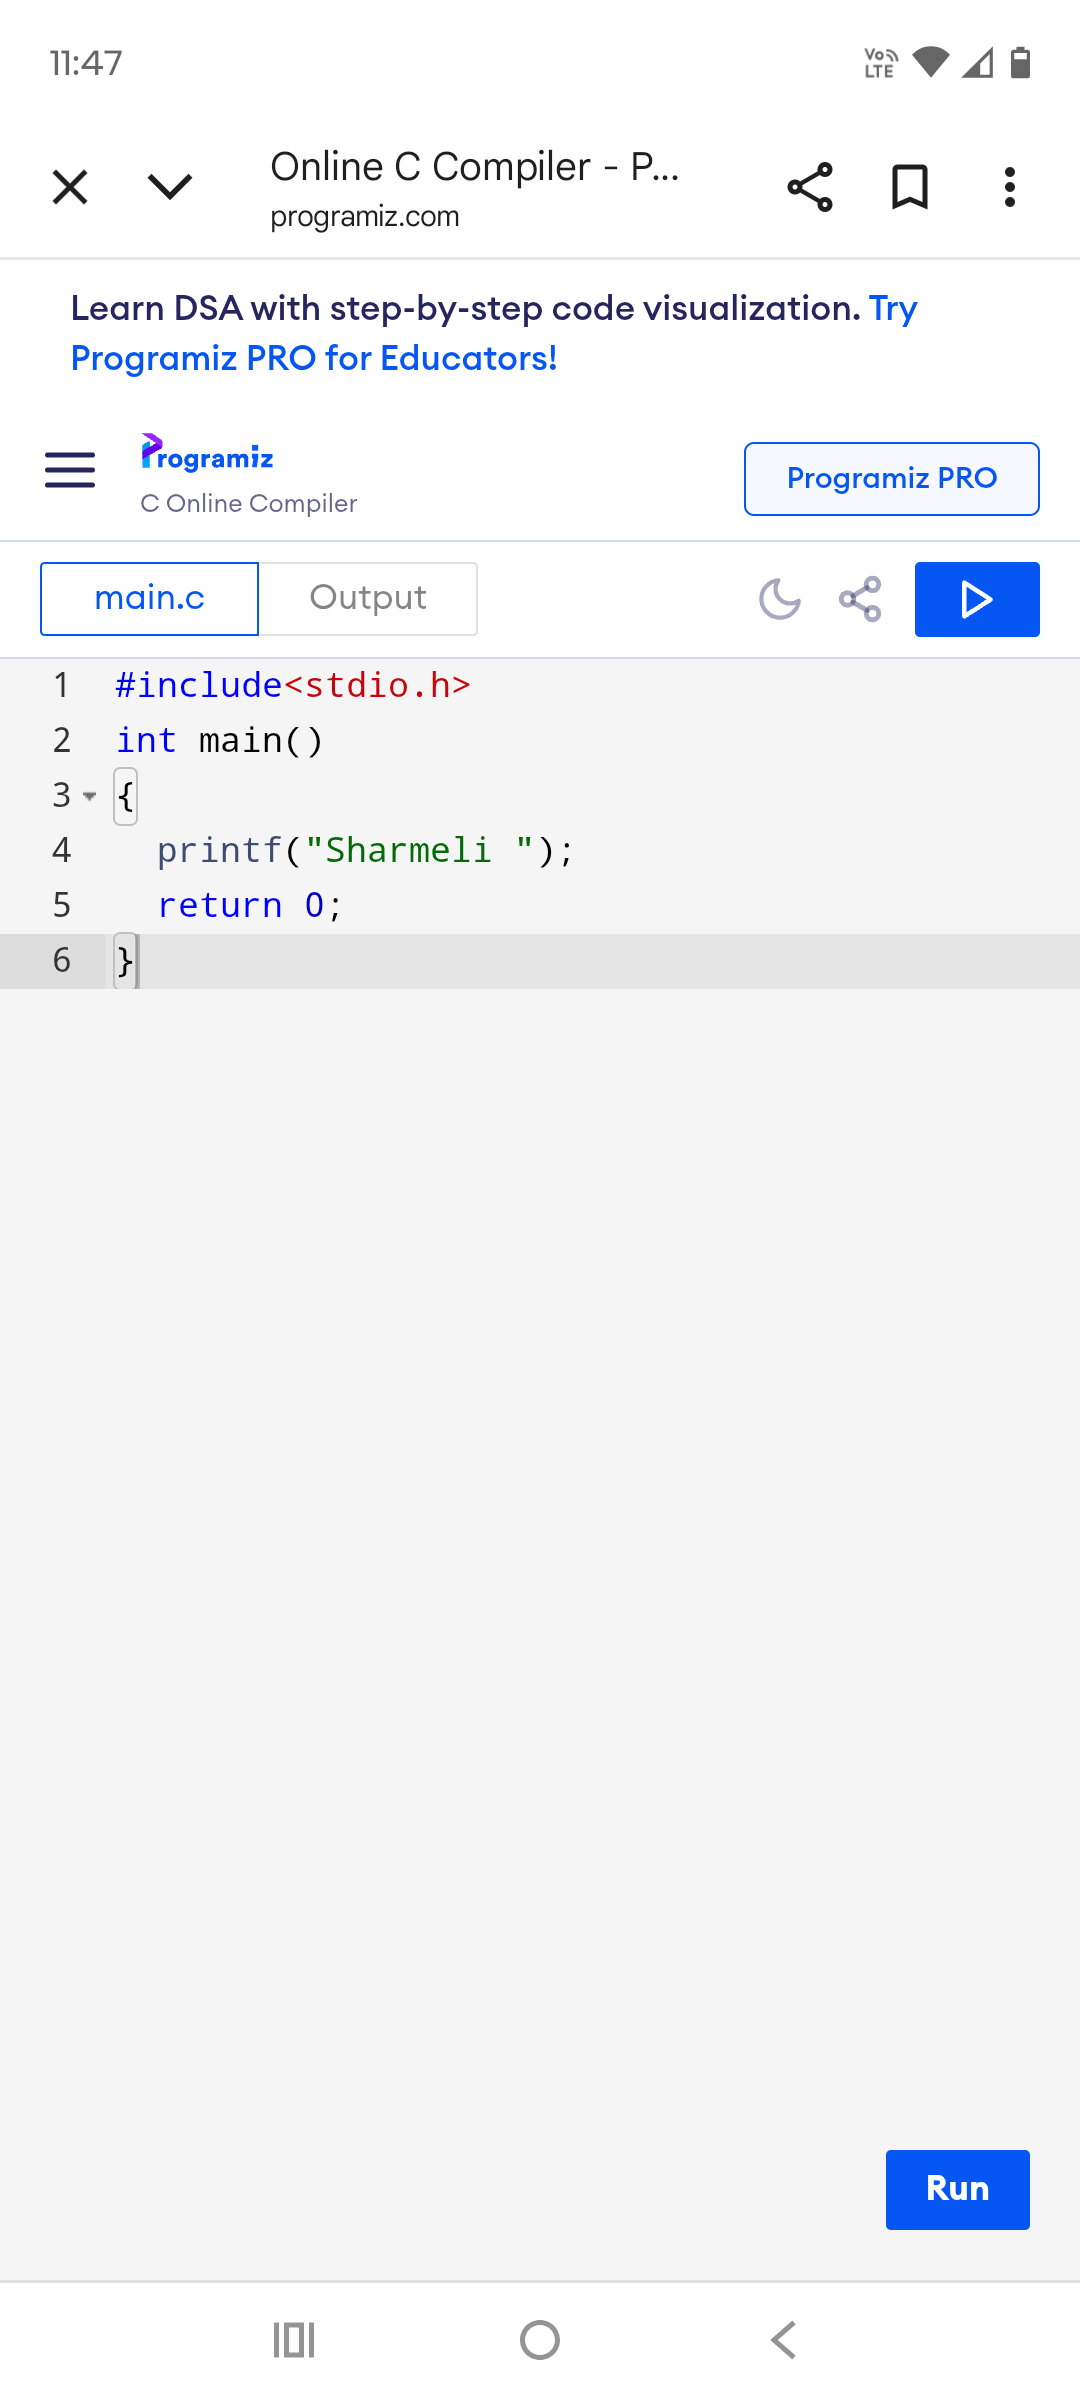 11:47
Vo LTE
Online C Compiler - P...
programiz.com
Learn DSA with step-by-step code visualization. Try
Programiz PRO for Educators!
Programiz
C Online Compiler
Programiz PRO
main.c
Output
1 #include<stdio.h>
2 int main()
3 {
4   printf("Sharmeli ");
5   return 0;
6 }
Run